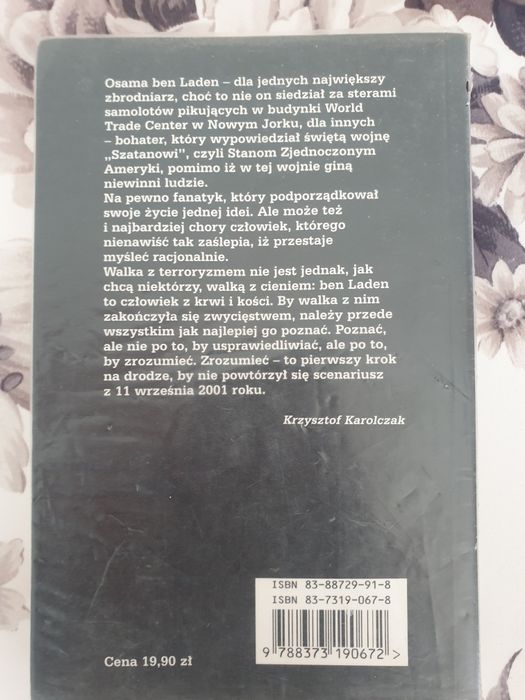 Osama ben Laden – dla jednych największy
zbrodniarz, choć to nie on siedział za sterami
samolotów pikujących w budynki World
Trade Center w Nowym Jorku, dla innych
– bohater, który wypowiedział świętą wojnę
„Szatanowi”, czyli Stanom Zjednoczonym
Ameryki, pomimo iż w tej wojnie giną
niewinni ludzie.
Na pewno fanatyk, który podporządkował
swoje życie jednej idei. Ale może też
i najbardziej chory człowiek, którego
nienawiść tak zaślepia, iż przestaje
myśleć racjonalnie.
Walka z terroryzmem nie jest jednak, jak
chcą niektórzy, walką z cieniem: ben Laden
to człowiek z krwi i kości. By walka z nim
zakończyła się zwycięstwem, należy przede
wszystkim jak najlepiej go poznać. Poznać,
ale nie po to, by usprawiedliwiać, ale po to,
by zrozumieć. Zrozumieć – to pierwszy krok
na drodze, by nie powtórzył się scenariusz
z 11 września 2001 roku.
Krzysztof Karolczak
ISBN 83-88729-91-8
ISBN 83-7319-067-8
9 788373 190672 >
Cena 19,90 zł